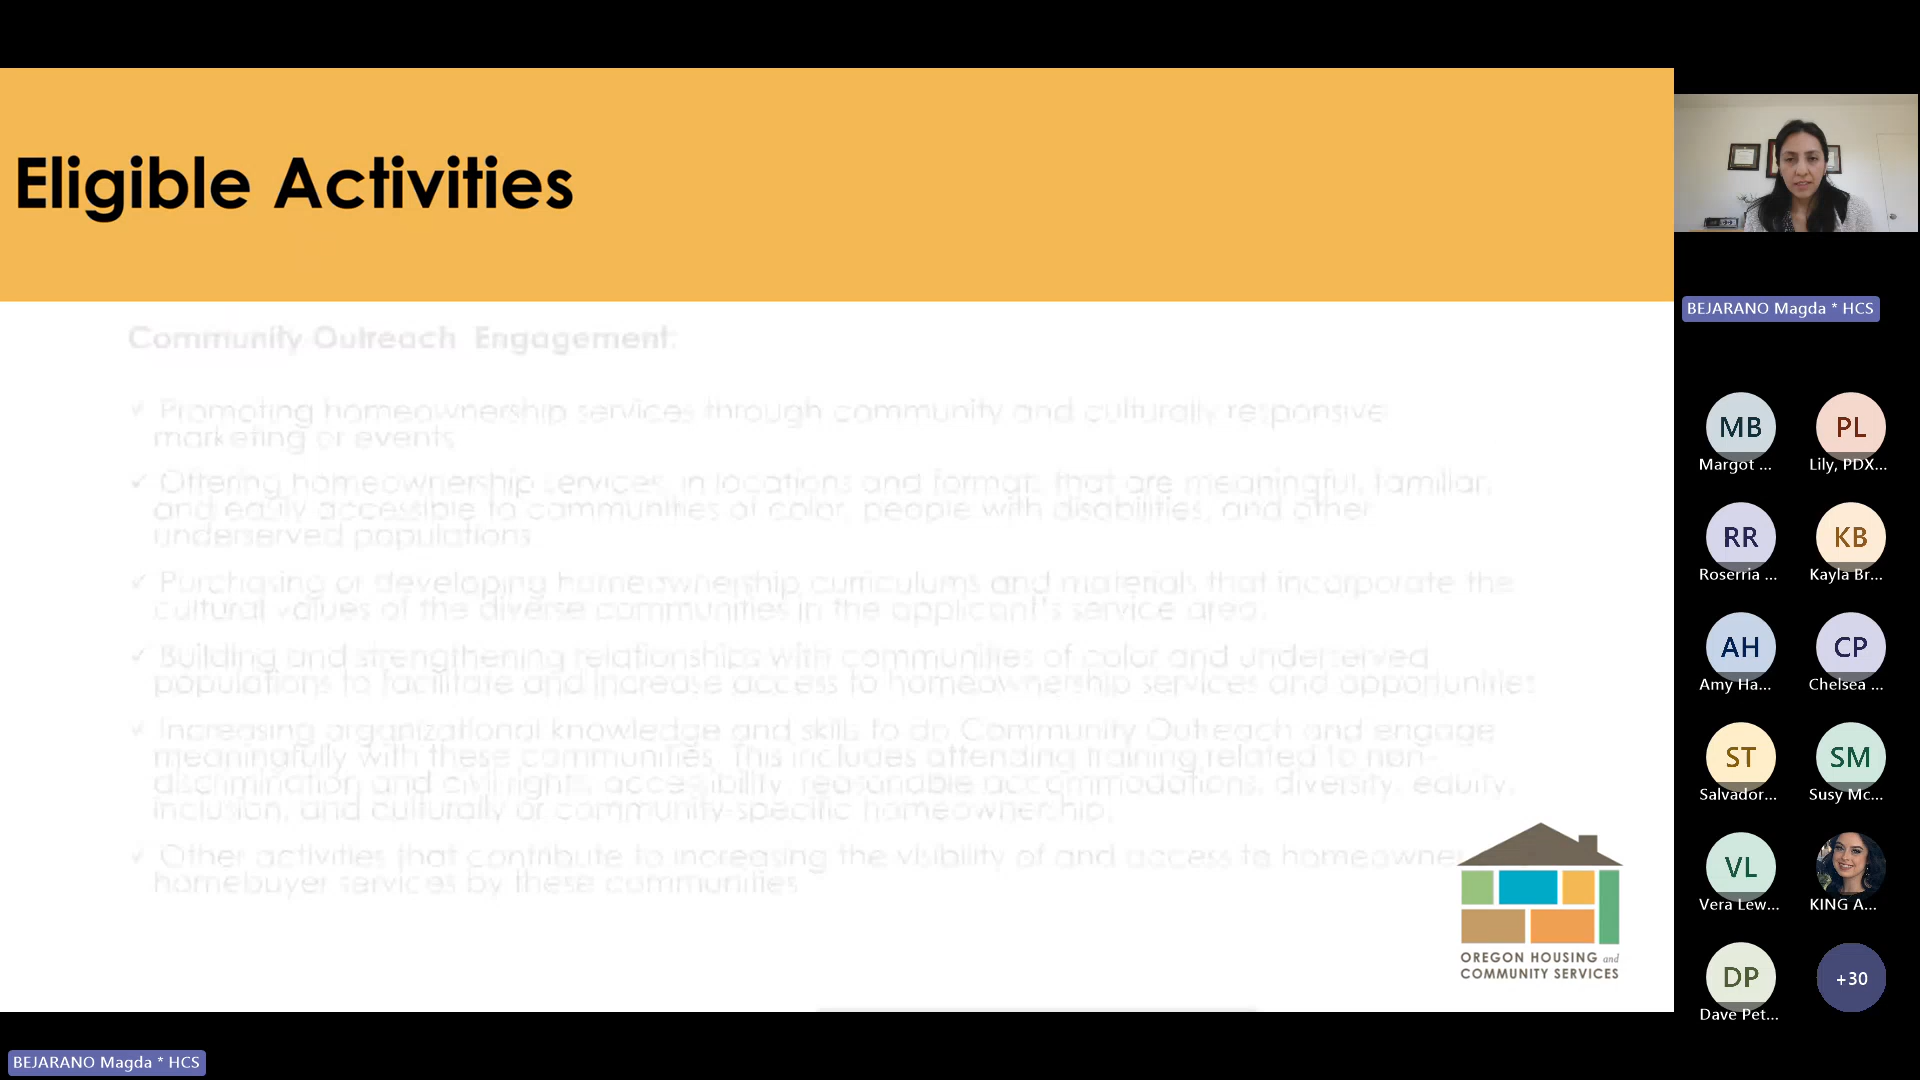 Eligible Activities
Community Outreach Engagement:
✓ Promoting homeownership services through community and culturally responsive
marketing or events
✓ Offering homeownership services in locations and formats that are meaningful, familiar,
and easily accessible to communities of color, people with disabilities, and other
underserved populations
✓ Purchasing or developing homeownership curriculums and materials that incorporate the
cultural values of the diverse communities in the applicant's service area.
✓ Building and strengthening relationships with communities of color and underserved
populations to facilitate and increase access to homeownership services and opportunities
✓ Increasing organizational knowledge and skills to do Community Outreach and engage
meaningfully with these communities. This includes attending training related to non-
discrimination and civil rights, accessibility, reasonable accommodations, diversity, equity,
inclusion, and culturally or community-specific homeownership.
✓ Other activities that contribute to increasing the visibility of and access to homeowner
homebuyer services by these communities
OREGON HOUSING and
COMMUNITY SERVICES
BEJARANO Magda * HCS
MB
PL
Margot ...
Lily, PDX...
RR
KB
Roserria ...
Kayla Br...
AH
CP
Amy Ha...
Chelsea ...
ST
SM
Salvador...
Susy Mc...
VL
Vera Lew...
KING A...
DP
+30
Dave Pet...
BEJARANO Magda * HCS